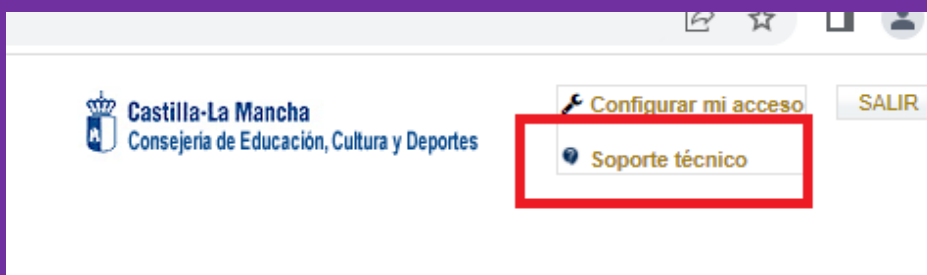 Castilla-La Mancha
Consejería de Educación, Cultura y Deportes
Configurar mi acceso
SALIR
Soporte técnico